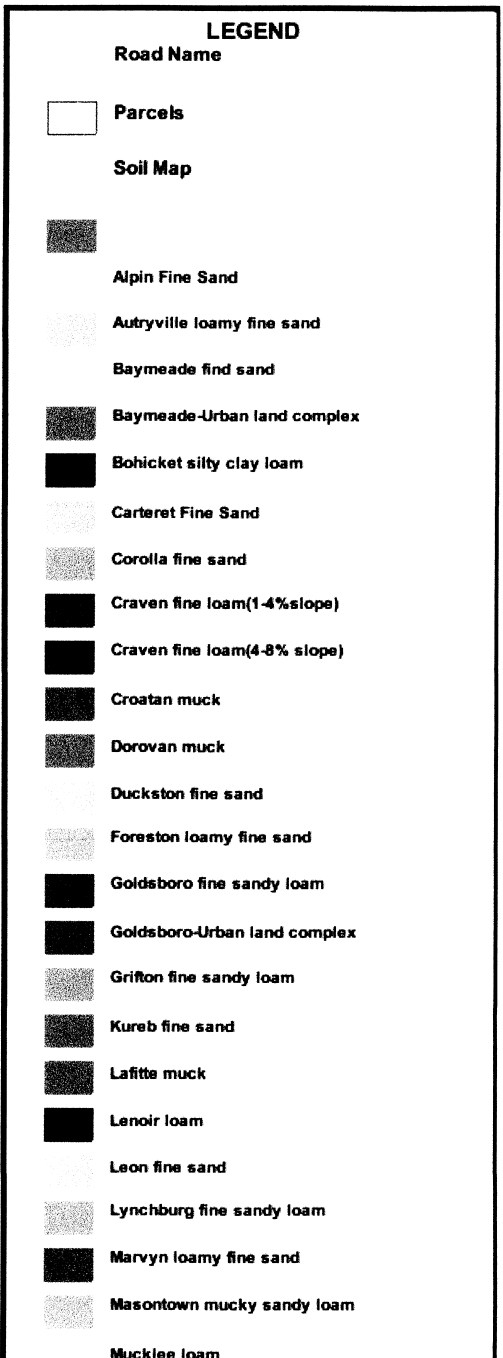 LEGEND
Road Name
Parcels
Soil Map
Alpin Fine Sand
Autryville loamy fine sand
Baymeade find sand
Baymeade-Urban land complex
Bohicket silty clay loam
Carteret Fine Sand
Corolla fine sand
Craven fine loam(1-4%slope)
Craven fine loam(4-8% slope)
Croatan muck
Dorovan muck
Duckston fine sand
Foreston loamy fine sand
Goldsboro fine sandy loam
Goldsboro-Urban land complex
Grifton fine sandy loam
Kureb fine sand
Lafitte muck
Lenoir loam
Leon fine sand
Lynchburg fine sandy loam
Marvyn loamy fine sand
Masontown mucky sandy loam
Mucklee loam